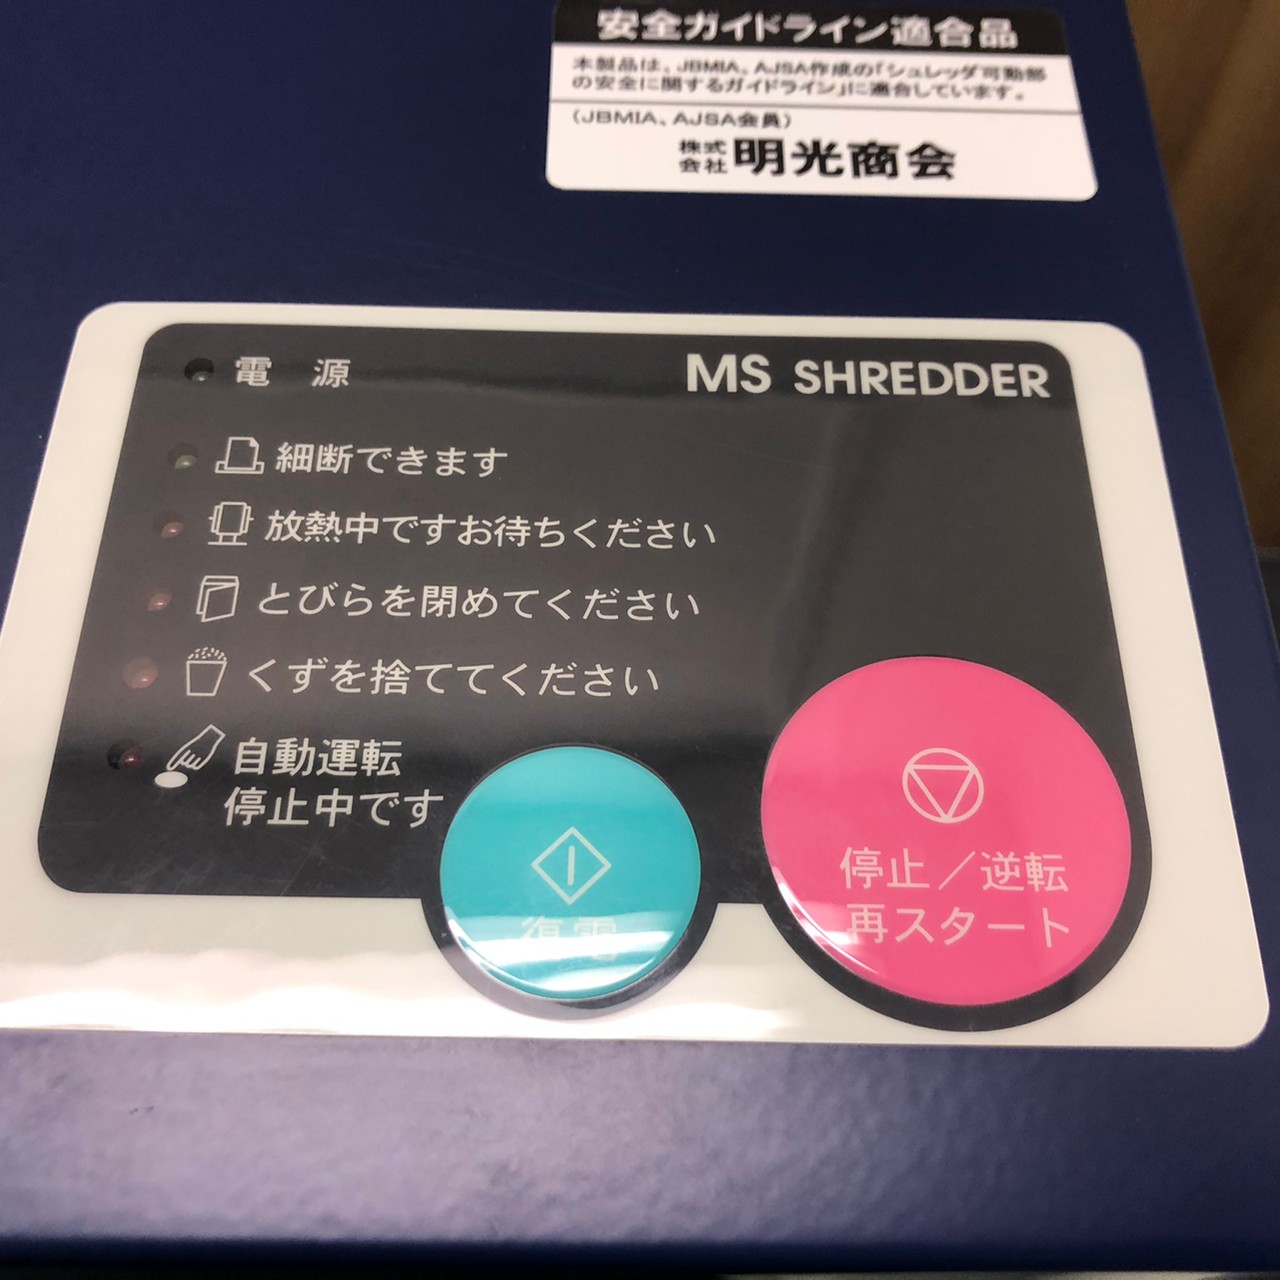 安全ガイドライン適合品
本製品は、JBMIA、AJSA作成の「シュレッダ可動部
の安全に関するガイドライン」に適合しています。
(JBMIA、AJSA会員)
株式会社 明光商会
電 源
MS SHREDDER
細断できます
放熱中ですお待ちください
とびらを閉めてください
くずを捨ててください
自動運転
停止中です
復電
停止/逆転
再スタート